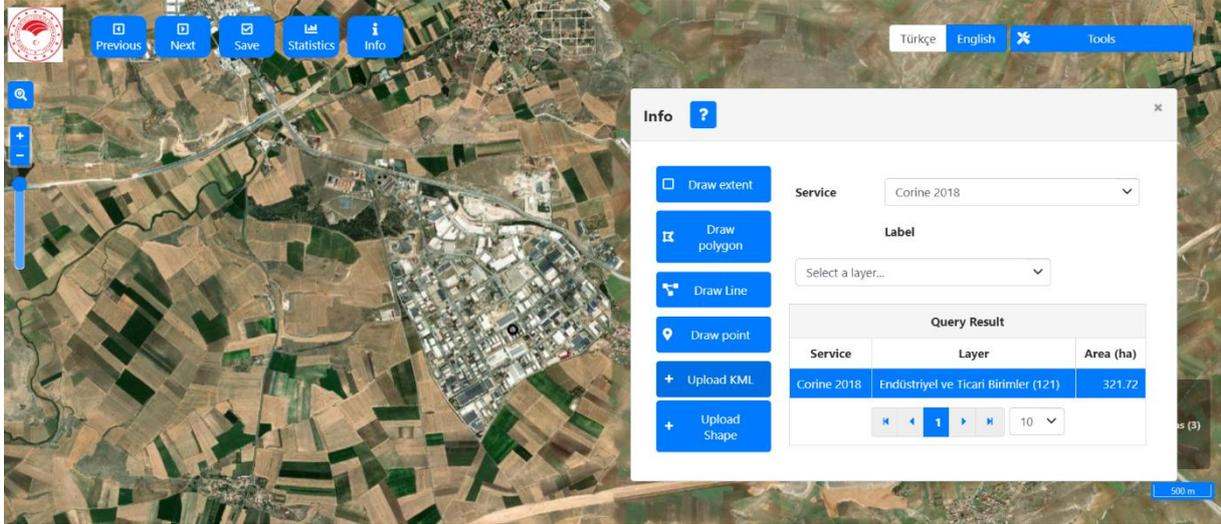 Previous
Next
Save
Statistics
Info
Türkçe
English
Tools
Info
?
Draw extent
Draw
polygon
Draw Line
Draw point
Upload KML
Upload
Shape
Service
Corine 2018
Label
Select a layer...
Query Result
Service Layer Area (ha)
Corine 2018 Endüstriyel ve Ticari Birimler (121) 321.72
1
10
as (3)
500 m